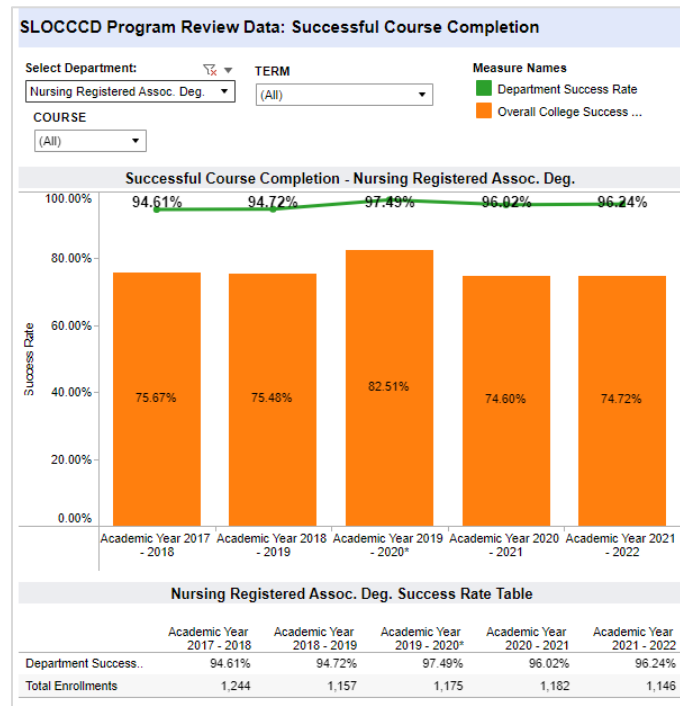 SLOCCCD Program Review Data: Successful Course Completion
Select Department:
Nursing Registered Assoc. Deg.
TERM
(All)
Measure Names
Department Success Rate
Overall College Success ...
COURSE
(All)
Successful Course Completion - Nursing Registered Assoc. Deg.
100.00%
80.00%
60.00%
40.00%
20.00%
0.00%
Success Rate
94.61% 94.72% 97.49% 96.02% 96.24%
75.67% 75.48% 82.51% 74.60% 74.72%
Academic Year 2017 Academic Year 2018 Academic Year 2019 Academic Year 2020 Academic Year 2021
- 2018 - 2019 - 2020* - 2021 - 2022
Nursing Registered Assoc. Deg. Success Rate Table
Academic Year Academic Year Academic Year Academic Year Academic Year
2017 - 2018 2018 - 2019 2019 - 2020* 2020 - 2021 2021 - 2022
Department Success.. 94.61% 94.72% 97.49% 96.02% 96.24%
Total Enrollments 1,244 1,157 1,175 1,182 1,146